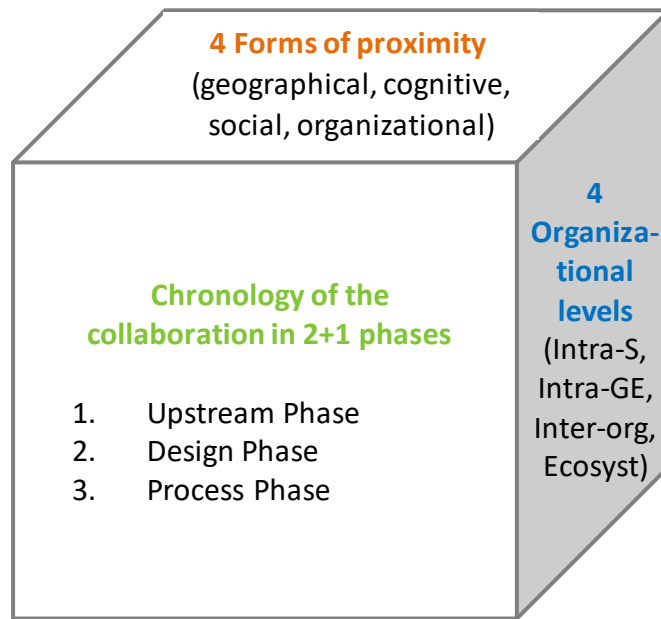 4 Forms of proximity
(geographical, cognitive,
social, organizational)
4
Organiza-
tional
levels
(Intra-S,
Intra-GE,
Inter-org,
Ecosyst)
Chronology of the
collaboration in 2+1 phases
1. Upstream Phase
2. Design Phase
3. Process Phase